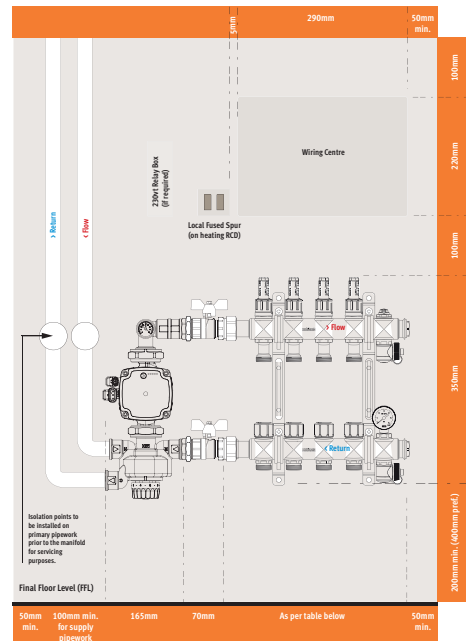 5mm
290mm
50mm
min.
100mm
220mm
100mm
350mm
200mm min. (400mm pref.)
Wiring Centre
230vt Relay Box
(if required)
Local Fused Spur
(on heating RCD)
› Return
‹ Flow
› Flow
‹ Return
Isolation points to
be installed on
primary pipework
prior to the manifold
for servicing
purposes.
Final Floor Level (FFL)
50mm
min.
100mm min.
for supply
pipework
165mm
70mm
As per table below
50mm
min.